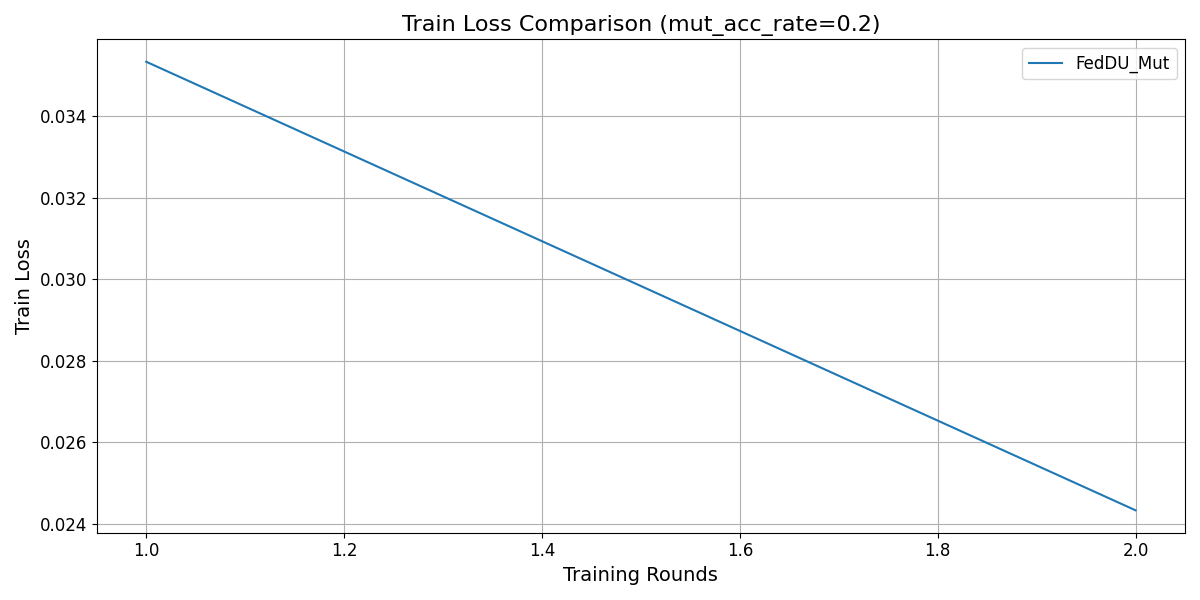 Train Loss Comparison (mut_acc_rate=0.2)
FedDU_Mut
Train Loss
0.034
0.032
0.030
0.028
0.026
0.024
1.0 1.2 1.4 1.6 1.8 2.0
Training Rounds